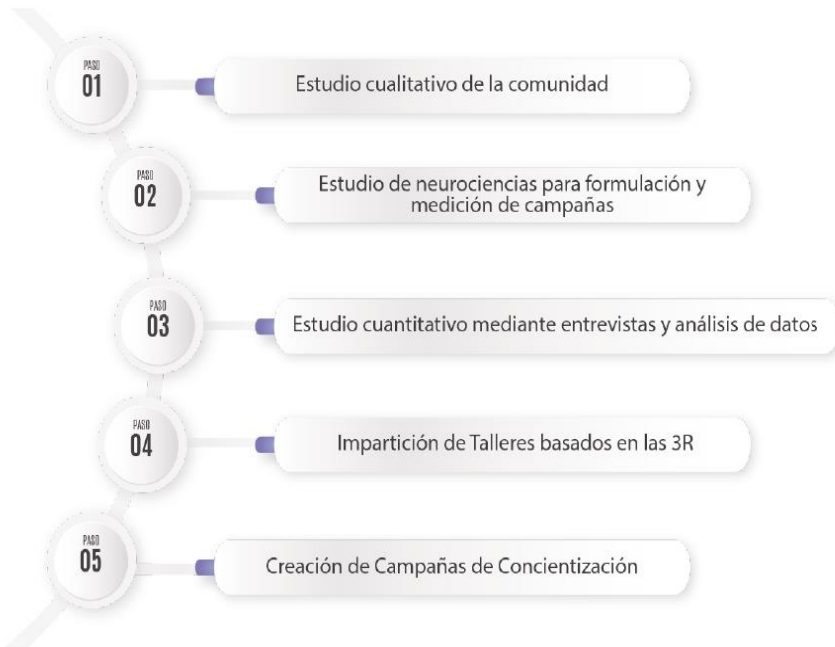 PASO
01
Estudio cualitativo de la comunidad
PASO
02
Estudio de neurociencias para formulación y
medición de campañas
PASO
03
Estudio cuantitativo mediante entrevistas y análisis de datos
PASO
04
Impartición de Talleres basados en las 3R
PASO
05
Creación de Campañas de Concientización